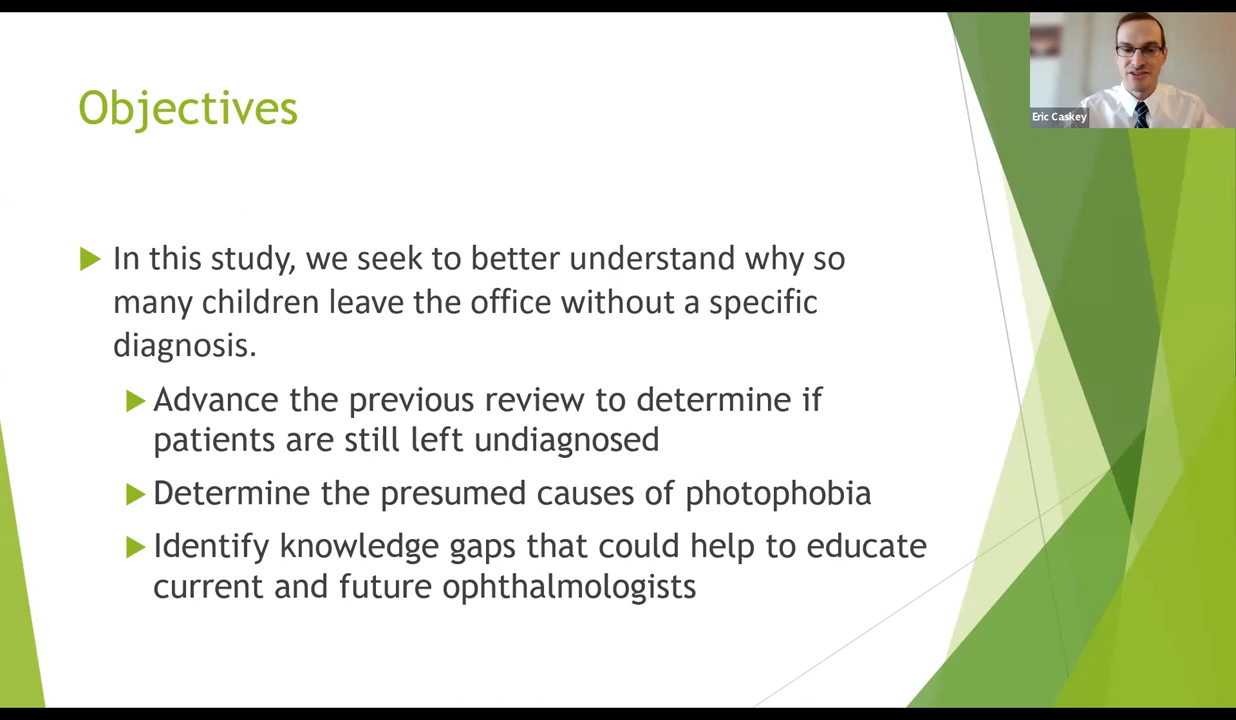 Objectives
Eric Caskey
In this study, we seek to better understand why so
many children leave the office without a specific
diagnosis.
Advance the previous review to determine if
patients are still left undiagnosed
Determine the presumed causes of photophobia
Identify knowledge gaps that could help to educate
current and future ophthalmologists